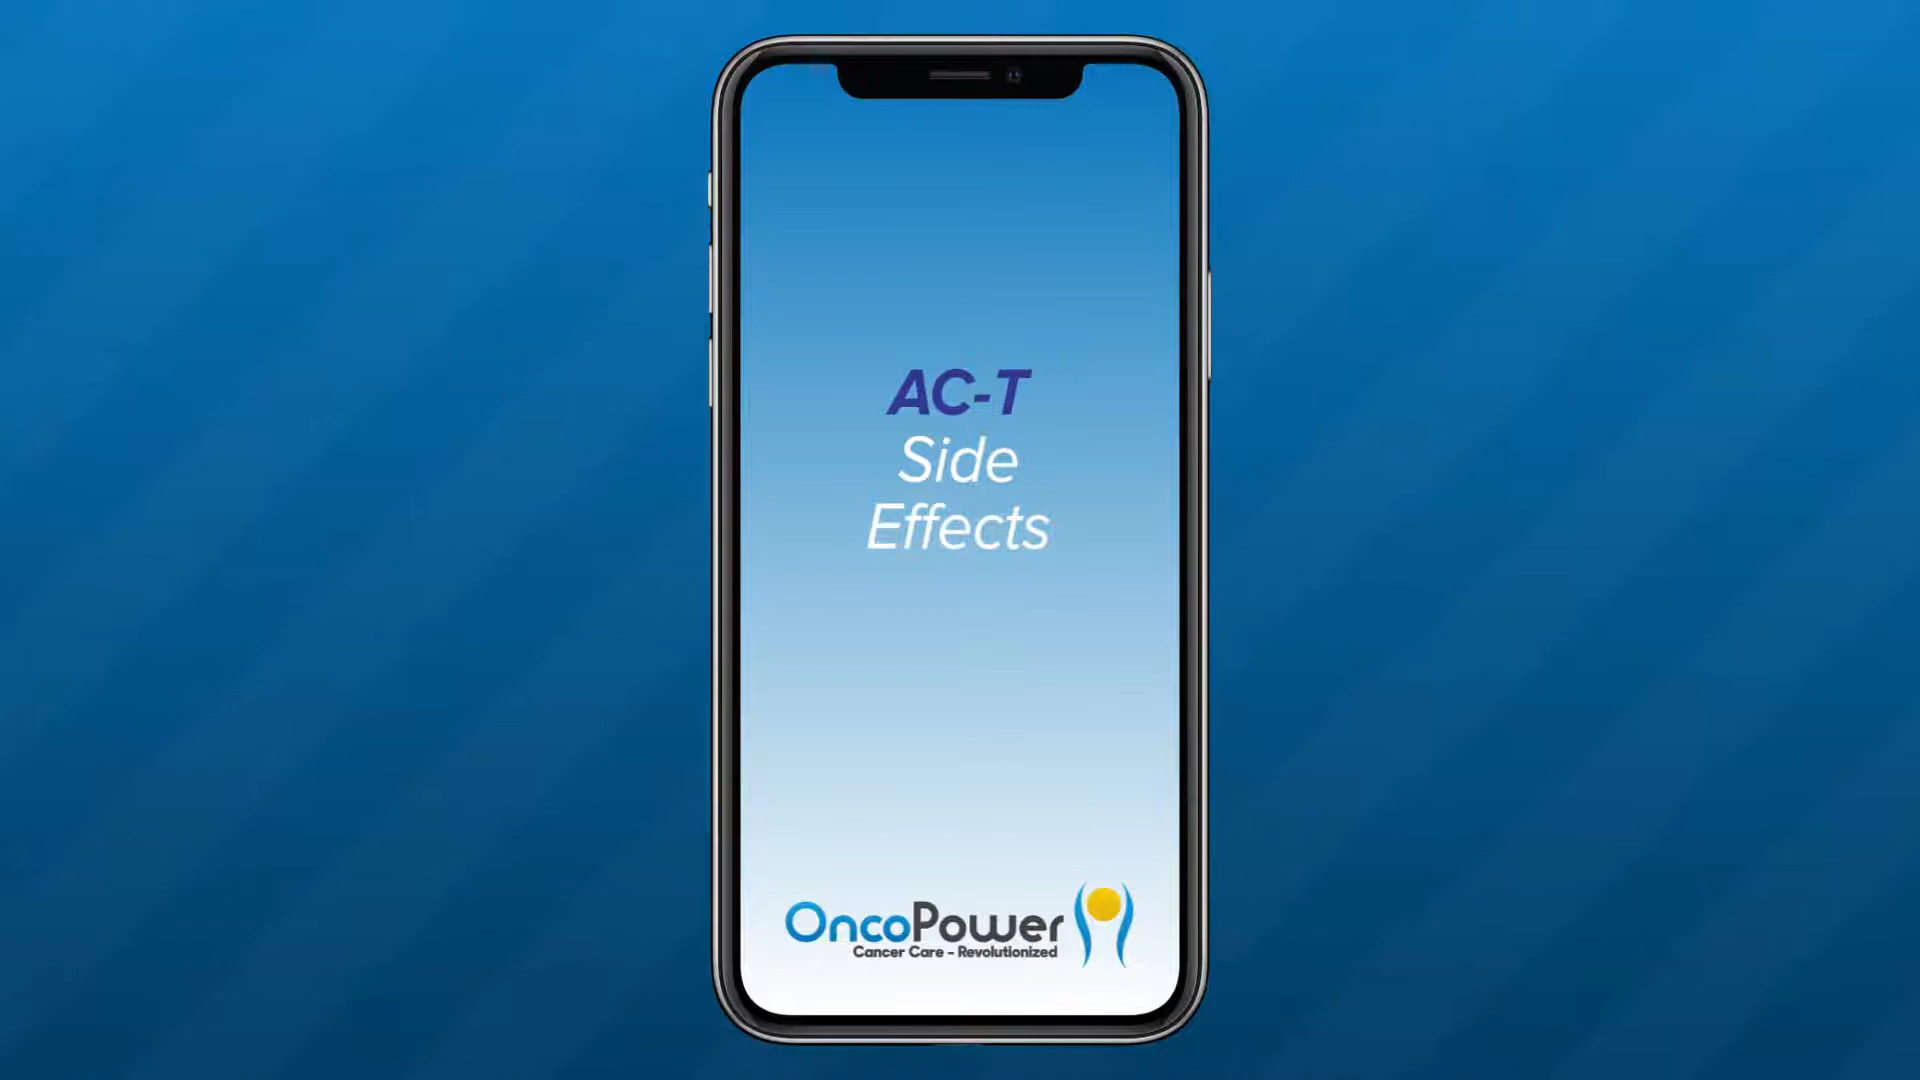 AC-T
Side
Effects
OncoPower
Cancer Care - Revolutionized